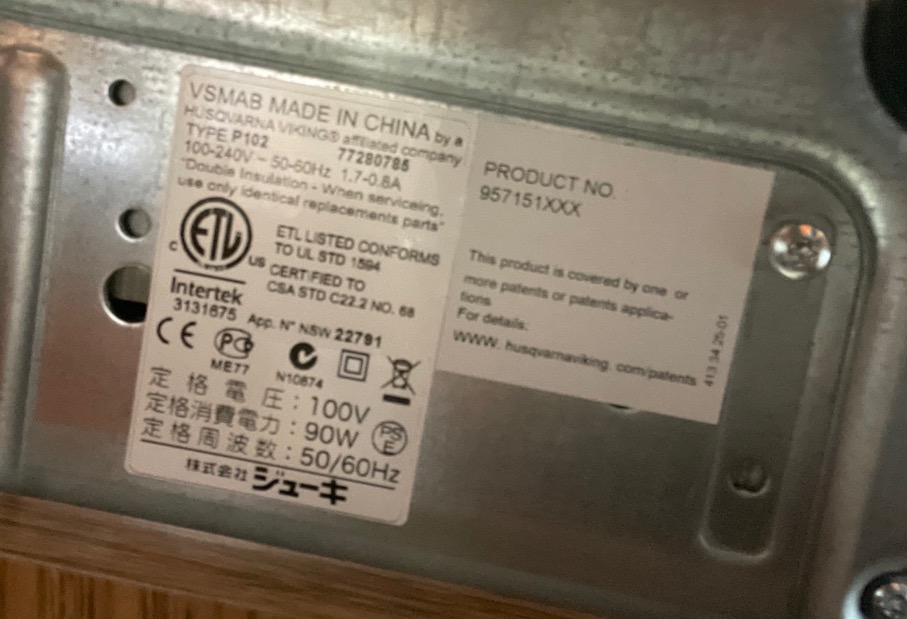 VSMAB MADE IN CHINA by a
HUSQVARNA VIKING® affiliated company
TYPE P102 77280785
100-240V ~ 50-60Hz 1.7-0.8A
"Double Insulation - When serviceing,
use only identical replacements parts"
ETL
C US
ETL LISTED CONFORMS
TO UL STD 1594
CERTIFIED TO
CSA STD C22.2 NO. 68
Intertek
3131675
App. N° NSW 22791
CE
ME77
N10874
定格電圧:100V
定格消費電力:90W
定格周波数:50/60Hz
PSE
株式会社ジューキ
PRODUCT NO.
957151XXX
This product is covered by one or
more patents or patents applica-
tions
For details:
www. husqvarnaviking. com/patents
413 34 25-01